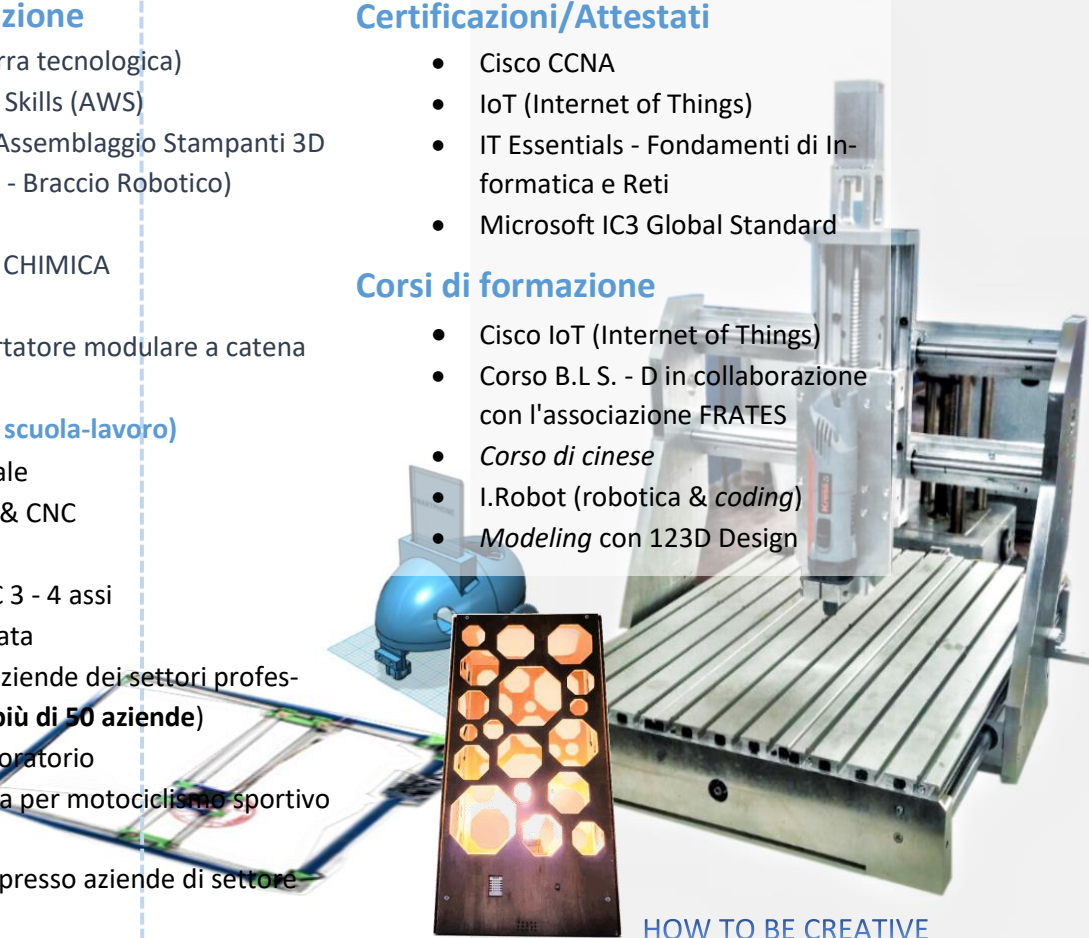 zione
rra tecnologica)
Skills (AWS)
Assemblaggio Stampanti 3D
- Braccio Robotico)
CHIMICA
rtatore modulare a catena
scuola-lavoro)
ale
& CNC
C 3 - 4 assi
ata
aziende dei settori profes-
più di 50 aziende)
oratorio
a per motociclismo sportivo
presso aziende di settore
Certificazioni/Attestati
• Cisco CCNA
• IoT (Internet of Things)
• IT Essentials - Fondamenti di In-
formatica e Reti
• Microsoft IC3 Global Standard
Corsi di formazione
• Cisco IoT (Internet of Things)
• Corso B.L S. - D in collaborazione
con l'associazione FRATES
• Corso di cinese
• I.Robot (robotica & coding)
• Modeling con 123D Design
SMARTPHONE
Kress
HOW TO BE CREATIVE